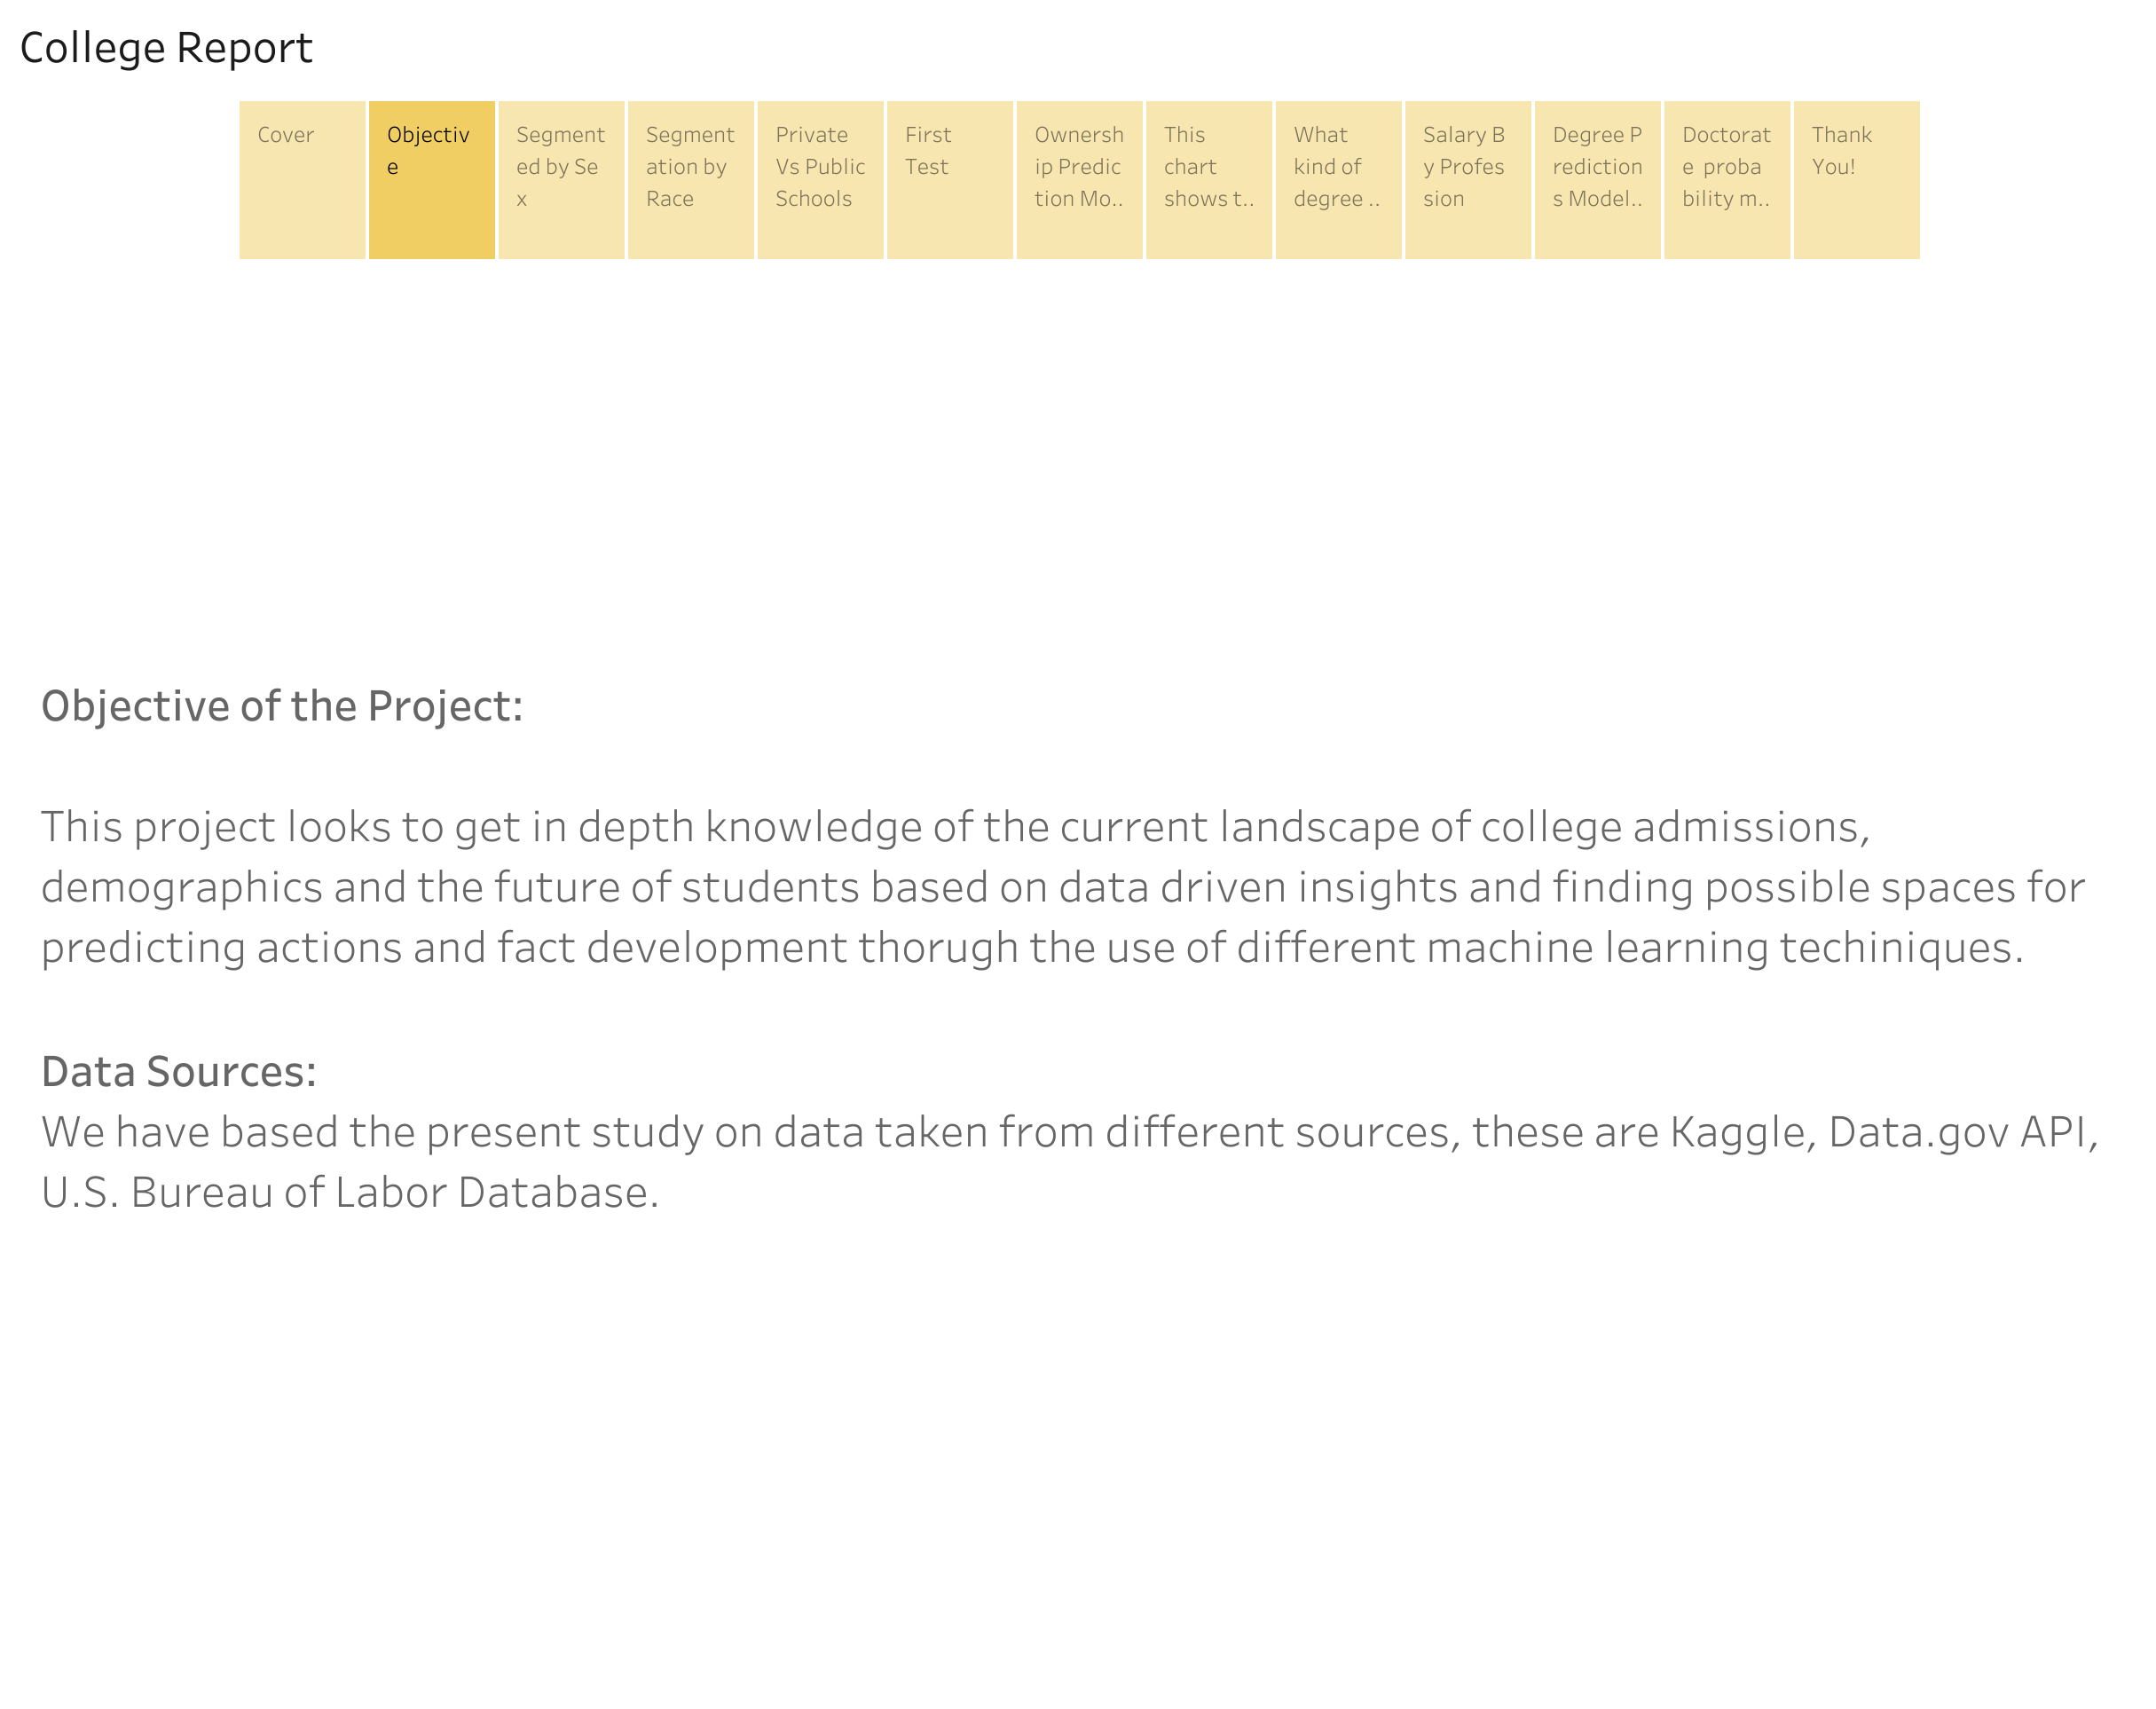 College Report
Cover
Objectiv
e
Segment
ed by Se
x
Segment
ation by
Race
Private
Vs Public
Schools
First
Test
Ownersh
ip Predic
tion Mo..
This
chart
shows t..
What
kind of
degree ..
Salary B
y Profes
sion
Degree P
rediction
s Model..
Doctorat
e proba
bility m..
Thank
You!
Objective of the Project:
This project looks to get in depth knowledge of the current landscape of college admissions,
demographics and the future of students based on data driven insights and finding possible spaces for
predicting actions and fact development thorugh the use of different machine learning techiniques.
Data Sources:
We have based the present study on data taken from different sources, these are Kaggle, Data.gov API,
U.S. Bureau of Labor Database.